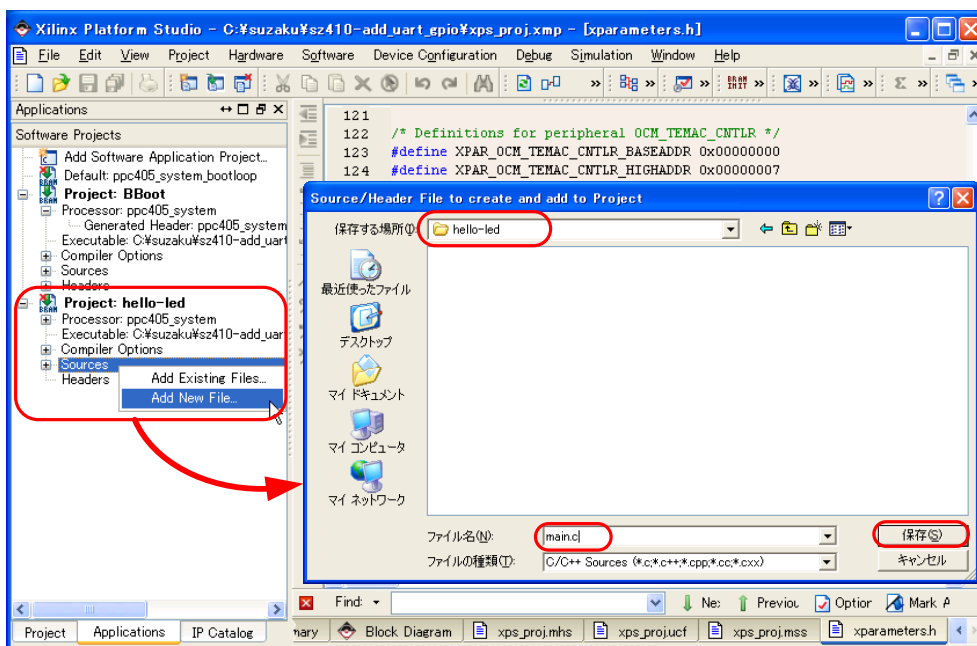 Xilinx Platform Studio - C:¥suzaku¥sz410-add_uart_gpio¥xps_proj.xmp - [xparameters.h]
File Edit View Project Hardware Software Device Configuration Debug Simulation Window Help
Applications
Software Projects
Add Software Application Project...
Default: ppc405_system_bootloop
Project: BBoot
Processor: ppc405_system
Generated Header: ppc405_system
Executable: C:¥suzaku¥sz410-add_uart
Compiler Options
Sources
Headers
Project: hello-led
Processor: ppc405_system
Executable: C:¥suzaku¥sz410-add_uar
Compiler Options
Sources
Headers
Add Existing Files...
Add New File...
121
122 /* Definitions for peripheral OCM_TEMAC_CNTLR */
123 #define XPAR_OCM_TEMAC_CNTLR_BASEADDR 0x00000000
124 #define XPAR_OCM_TEMAC_CNTLR_HIGHADDR 0x00000007
Source/Header File to create and add to Project
保存する場所(I): hello-led
最近使ったファイル
デスクトップ
マイ ドキュメント
マイ コンピュータ
マイ ネットワーク
ファイル名(N): main.c 保存(S)
ファイルの種類(T): C/C++ Sources (*.c;*.c++;*.cpp;*.cc;*.cxx) キャンセル
Find: Ne: Previou Optior Mark A
Project Applications IP Catalog
nary Block Diagram xps_proj.mhs xps_proj.ucf xps_proj.mss xparameters.h